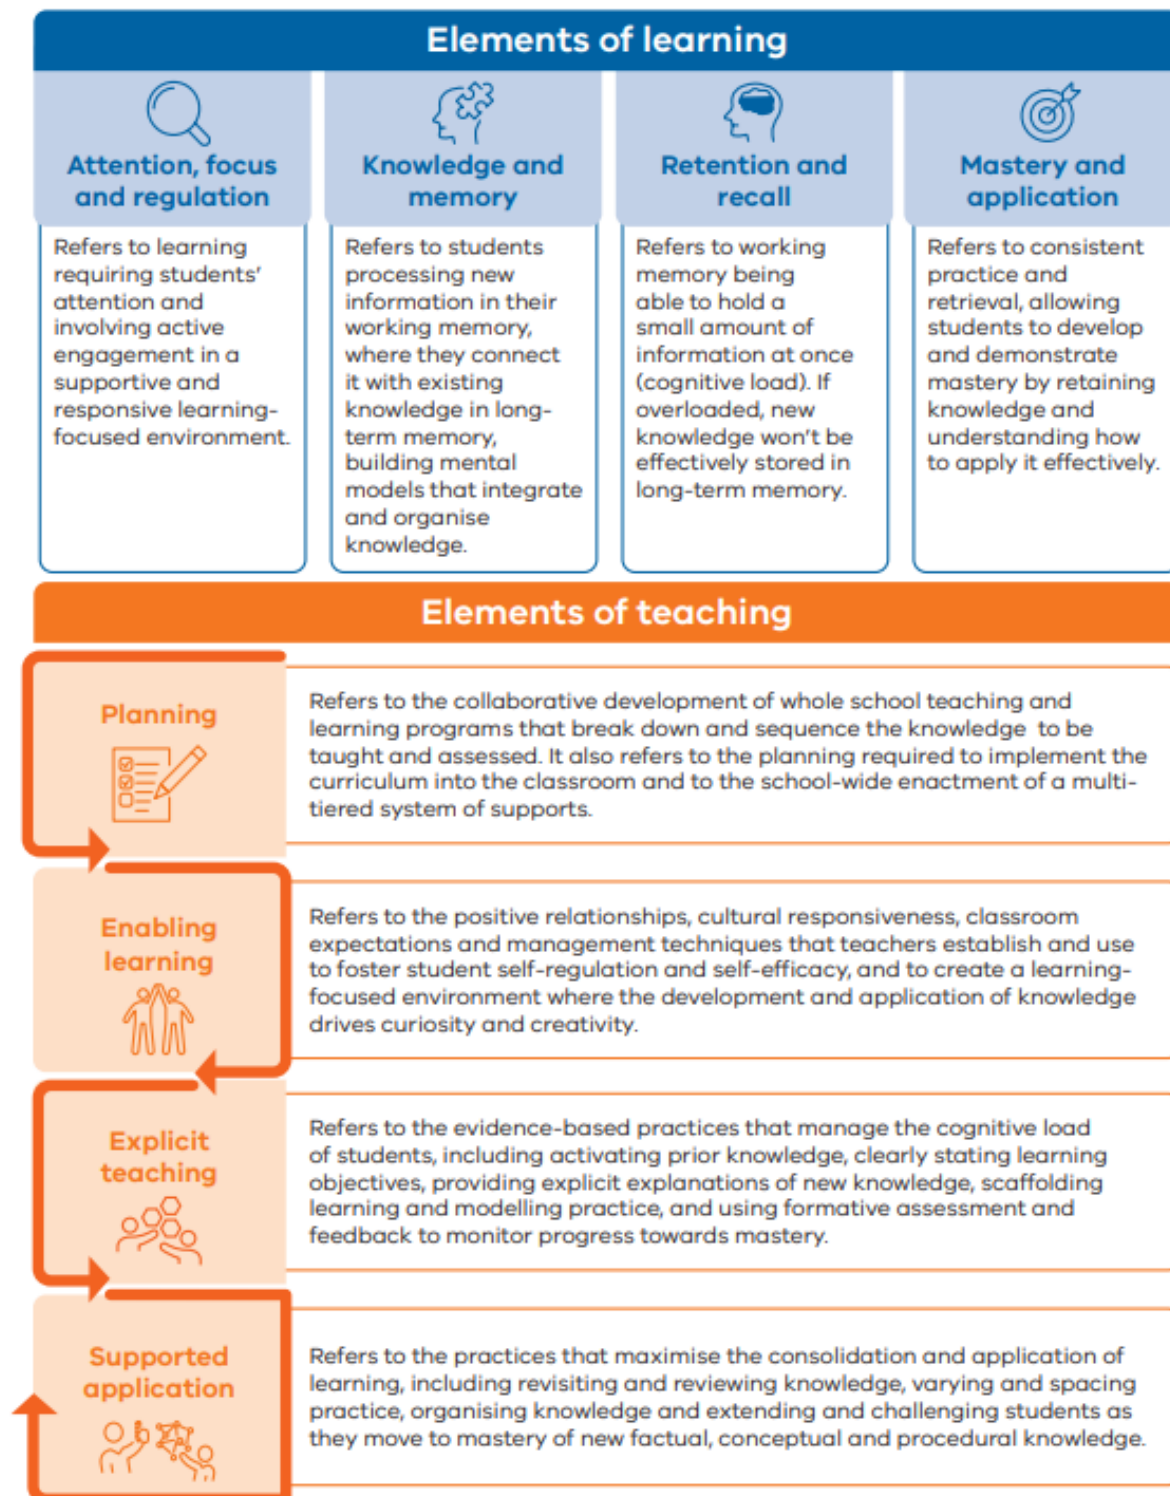 Elements of learning
Attention, focus
and regulation
Refers to learning
requiring students'
attention and
involving active
engagement in a
supportive and
responsive learning-
focused environment.
Knowledge and
memory
Refers to students
processing new
information in their
working memory,
where they connect
it with existing
knowledge in long-
term memory,
building mental
models that integrate
and organise
knowledge.
Retention and
recall
Refers to working
memory being
able to hold a
small amount of
information at once
(cognitive load). If
overloaded, new
knowledge won't be
effectively stored in
long-term memory.
Mastery and
application
Refers to consistent
practice and
retrieval, allowing
students to develop
and demonstrate
mastery by retaining
knowledge and
understanding how
to apply it effectively.
Elements of teaching
Planning
Refers to the collaborative development of whole school teaching and
learning programs that break down and sequence the knowledge to be
taught and assessed. It also refers to the planning required to implement the
curriculum into the classroom and to the school-wide enactment of a multi-
tiered system of supports.
Enabling
learning
Refers to the positive relationships, cultural responsiveness, classroom
expectations and management techniques that teachers establish and use
to foster student self-regulation and self-efficacy, and to create a learning-
focused environment where the development and application of knowledge
drives curiosity and creativity.
Explicit
teaching
Refers to the evidence-based practices that manage the cognitive load
of students, including activating prior knowledge, clearly stating learning
objectives, providing explicit explanations of new knowledge, scaffolding
learning and modelling practice, and using formative assessment and
feedback to monitor progress towards mastery.
Supported
application
Refers to the practices that maximise the consolidation and application of
learning, including revisiting and reviewing knowledge, varying and spacing
practice, organising knowledge and extending and challenging students as
they move to mastery of new factual, conceptual and procedural knowledge.